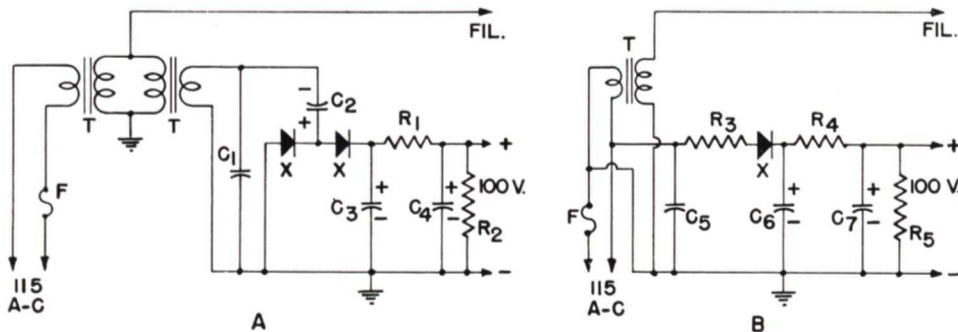 FIL.
T
T
C2
-
+
R1
+
C1
X
X
+
C3
-
+
C4
-
100 V.
R2
F
-
115
A-C
A
FIL.
T
R3
R4
+
X
F
C5
+
C6
-
+
C7
-
100 V.
R5
-
115
A-C
B